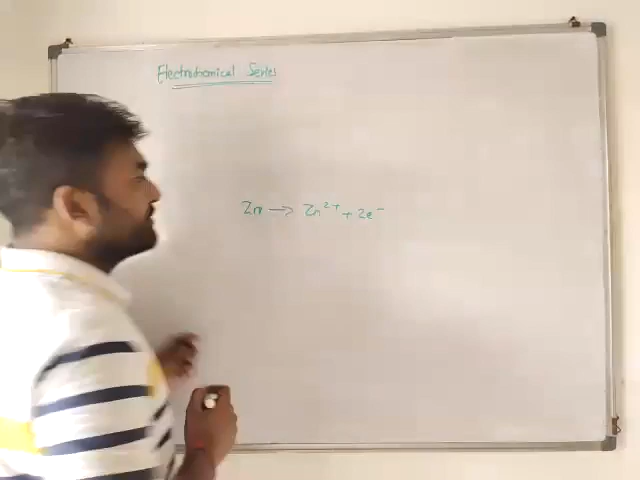 Electrochemical Series
Zn → Zn²⁺ + 2e⁻